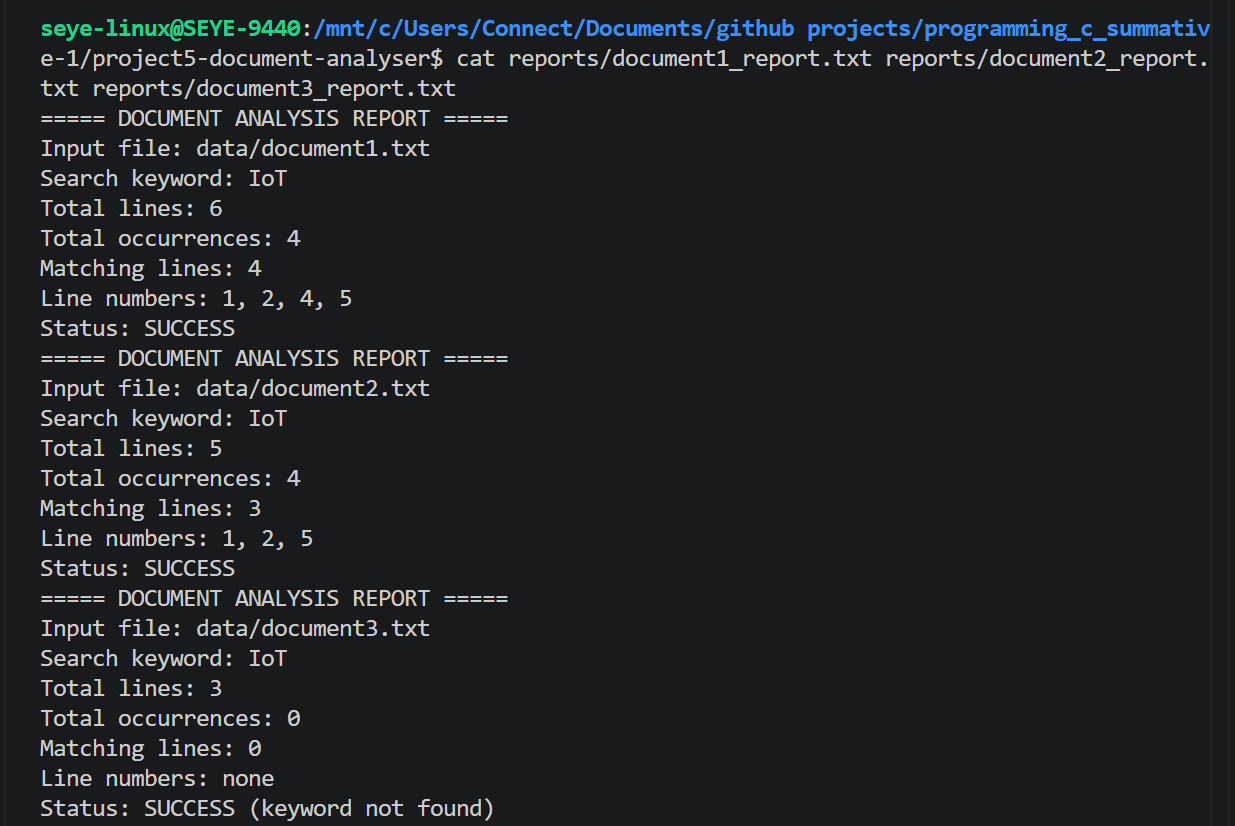 seye-linux@SEYE-9440:/mnt/c/Users/Connect/Documents/github projects/programming_c_summativ
e-1/project5-document-analyser$ cat reports/document1_report.txt reports/document2_report.
txt reports/document3_report.txt
===== DOCUMENT ANALYSIS REPORT =====
Input file: data/document1.txt
Search keyword: IoT
Total lines: 6
Total occurrences: 4
Matching lines: 4
Line numbers: 1, 2, 4, 5
Status: SUCCESS
===== DOCUMENT ANALYSIS REPORT =====
Input file: data/document2.txt
Search keyword: IoT
Total lines: 5
Total occurrences: 4
Matching lines: 3
Line numbers: 1, 2, 5
Status: SUCCESS
===== DOCUMENT ANALYSIS REPORT =====
Input file: data/document3.txt
Search keyword: IoT
Total lines: 3
Total occurrences: 0
Matching lines: 0
Line numbers: none
Status: SUCCESS (keyword not found)